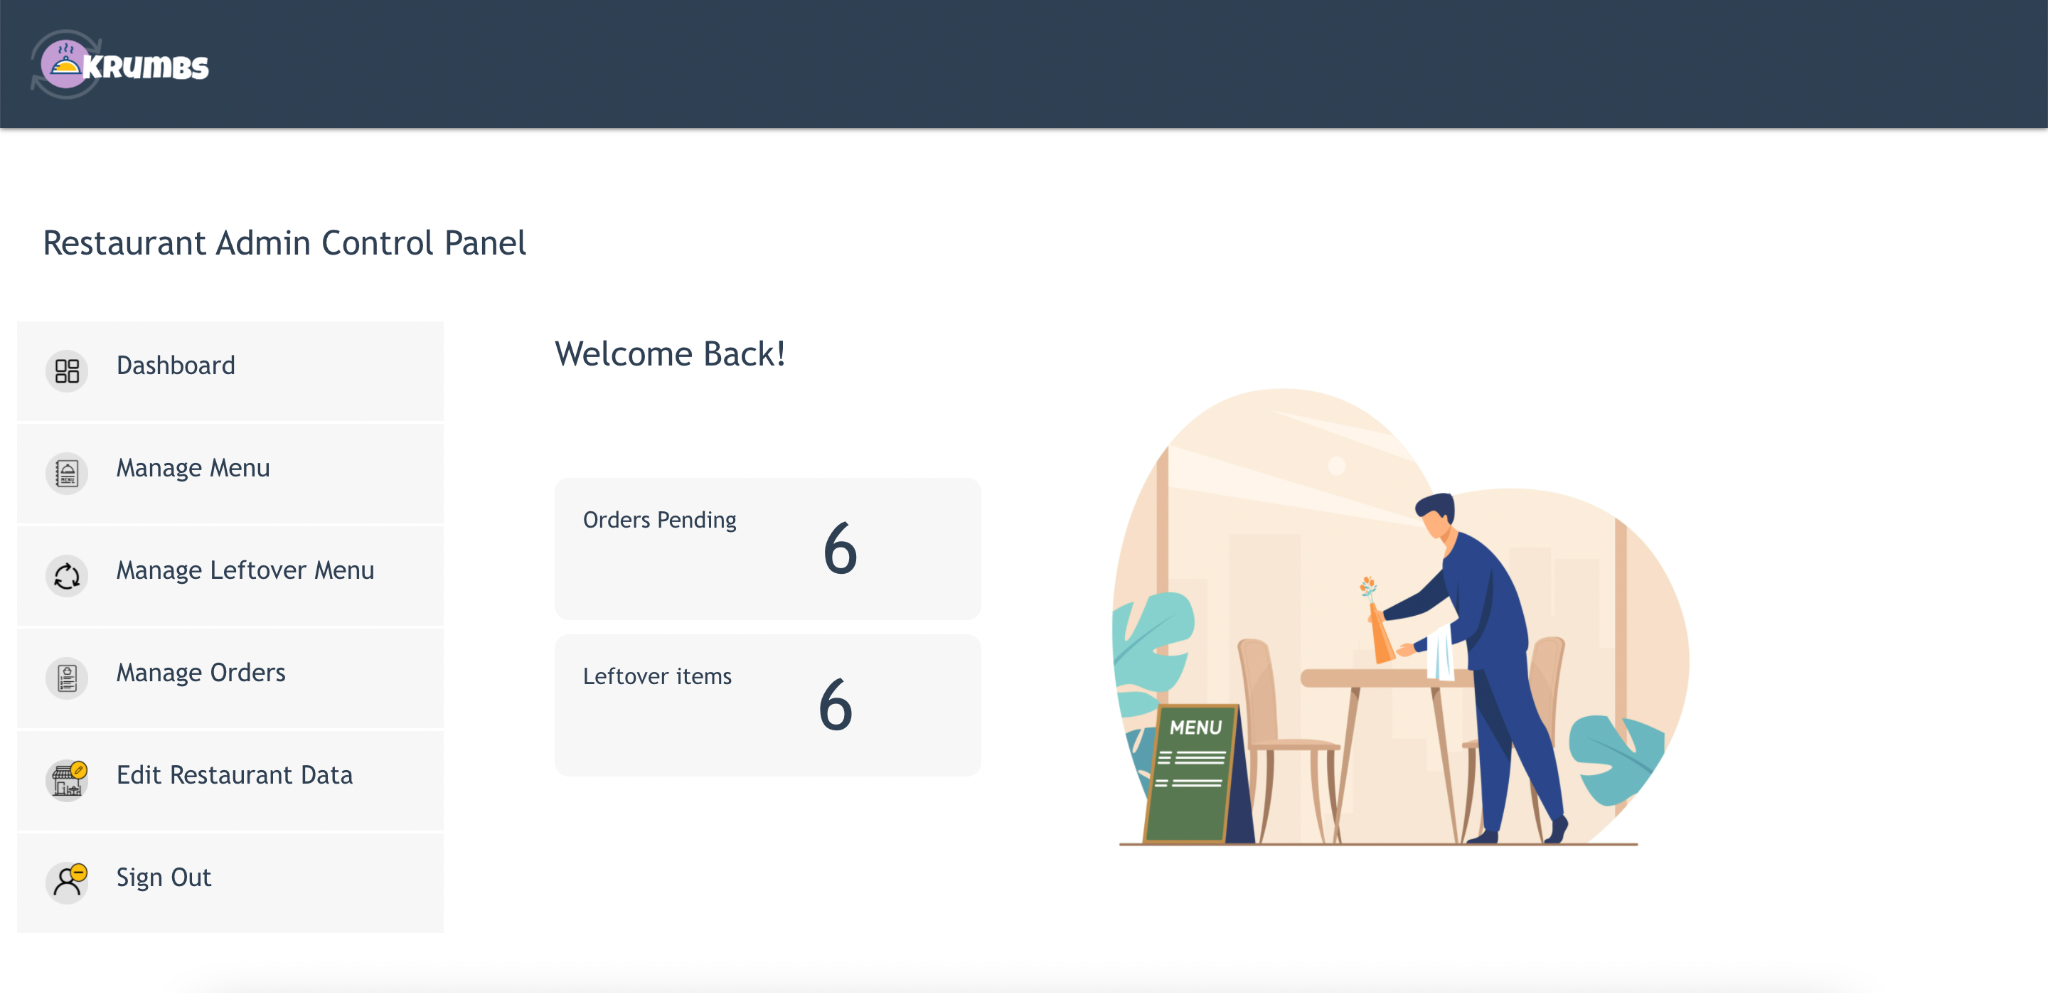 KRUMBS
Restaurant Admin Control Panel
Dashboard
Manage Menu
Manage Leftover Menu
Manage Orders
Edit Restaurant Data
Sign Out
Welcome Back!
Orders Pending
6
Leftover items
6
MENU